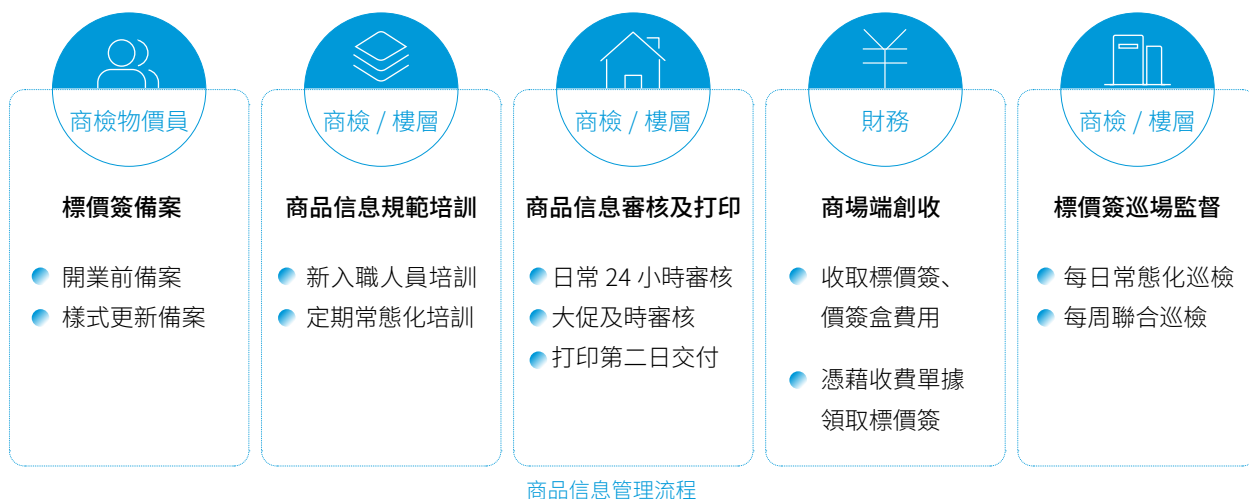 商檢物價員
標價簽備案
開業前備案
樣式更新備案
商檢 / 樓層
商品信息規範培訓
新入職人員培訓
定期常態化培訓
商檢 / 樓層
商品信息審核及打印
日常 24 小時審核
大促及時審核
打印第二日交付
財務
商場端創收
收取標價簽、
價簽盒費用
憑藉收費單據
領取標價簽
商檢 / 樓層
標價簽巡場監督
每日常態化巡檢
每周聯合巡檢
商品信息管理流程